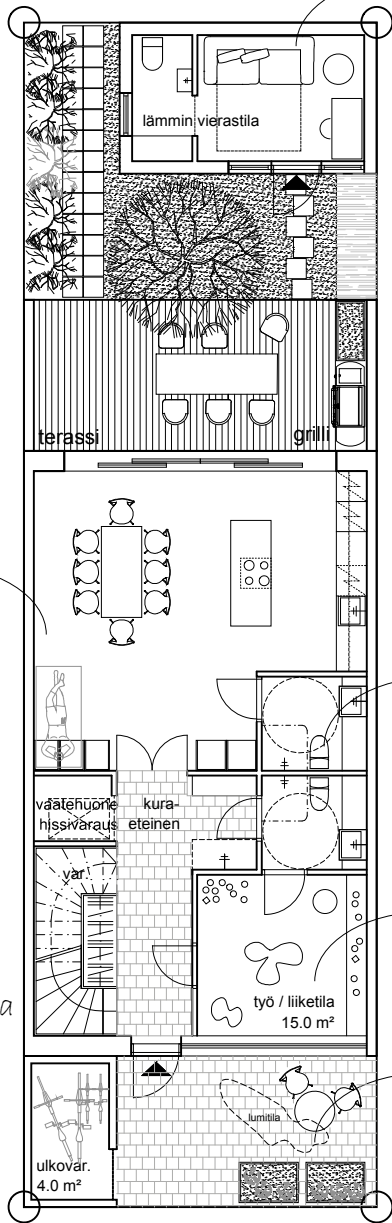 lämmin vierastila
terassi
grilli
vaatehuone
hissivaraus
kura-
eteinen
var.
työ / liiketila
15.0 m²
lumitila
ulkovar.
4.0 m²